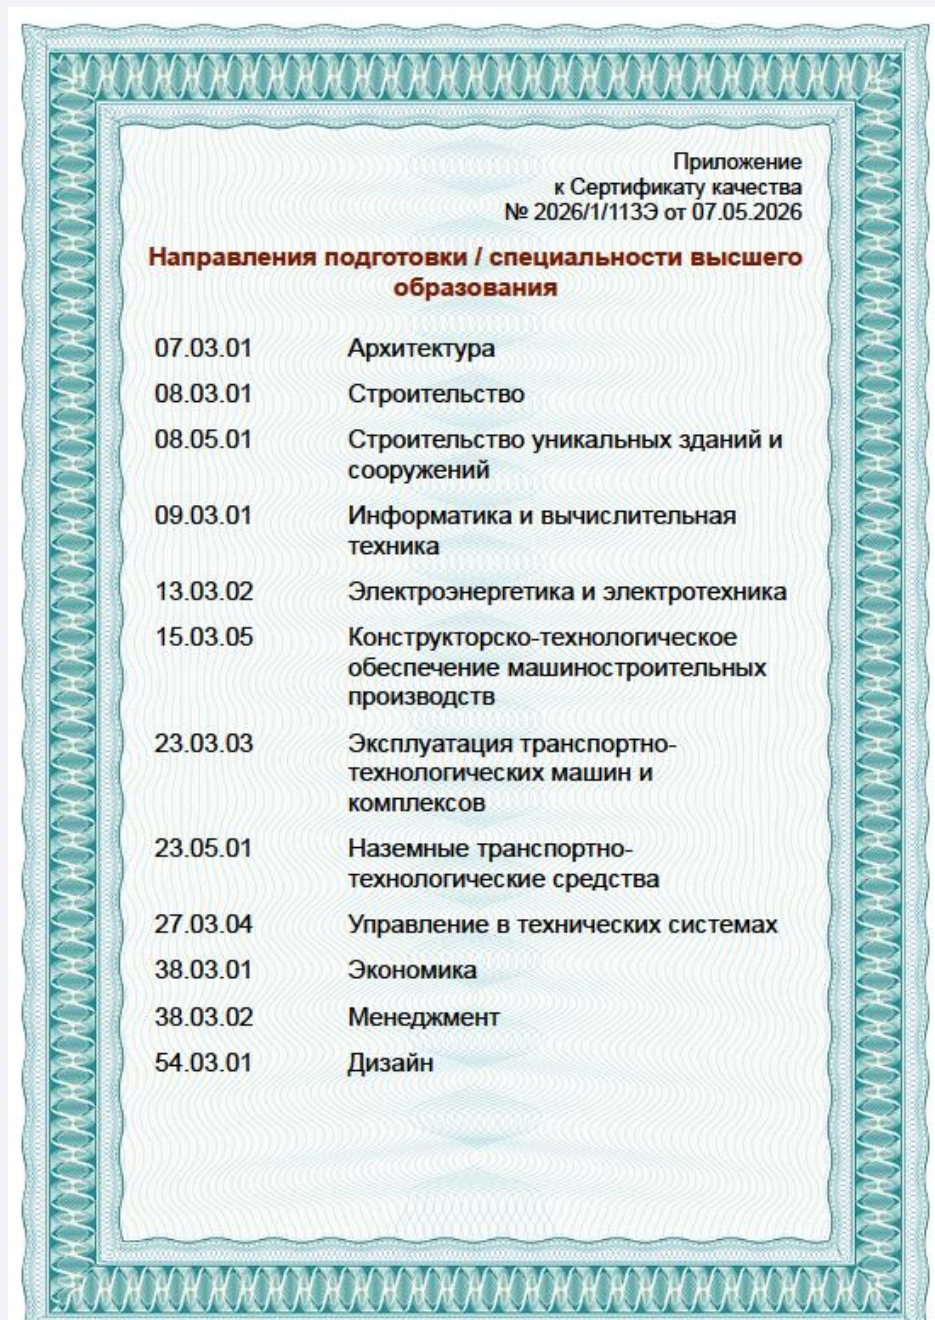 Приложение
к Сертификату качества
№ 2026/1/113Э от 07.05.2026
Направления подготовки / специальности высшего
образования
07.03.01 Архитектура
08.03.01 Строительство
08.05.01 Строительство уникальных зданий и
сооружений
09.03.01 Информатика и вычислительная
техника
13.03.02 Электроэнергетика и электротехника
15.03.05 Конструкторско-технологическое
обеспечение машиностроительных
производств
23.03.03 Эксплуатация транспортно-
технологических машин и
комплексов
23.05.01 Наземные транспортно-
технологические средства
27.03.04 Управление в технических системах
38.03.01 Экономика
38.03.02 Менеджмент
54.03.01 Дизайн